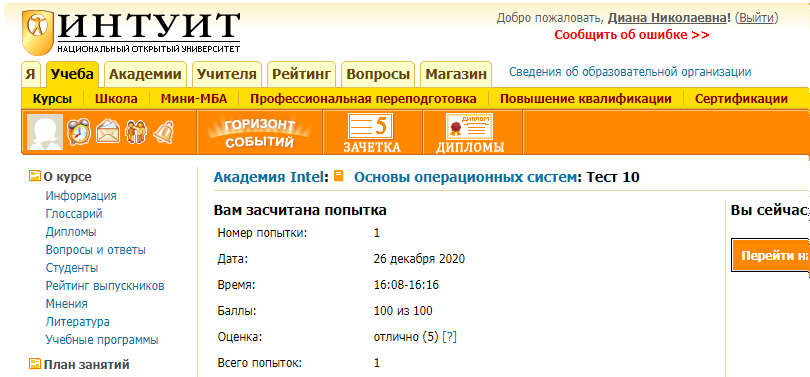 ИНТУИТ
НАЦИОНАЛЬНЫЙ ОТКРЫТЫЙ УНИВЕРСИТЕТ
Добро пожаловать, Диана Николаевна! (Выйти)
Сообщить об ошибке >>
Я Учеба Академии Учителя Рейтинг Вопросы Магазин Сведения об образовательной организации
Курсы Школа Мини-МБА Профессиональная переподготовка Повышение квалификации Сертификации
ГОРИЗОНТ СОБЫТИЙ
5
ЗАЧЕТКА
ДИПЛОМ
ДИПЛОМЫ
О курсе
Информация
Глоссарий
Дипломы
Вопросы и ответы
Студенты
Рейтинг выпускников
Мнения
Литература
Учебные программы
План занятий
Академия Intel: Основы операционных систем: Тест 10
Вам засчитана попытка
Номер попытки: 1
Дата: 26 декабря 2020
Время: 16:08-16:16
Баллы: 100 из 100
Оценка: отлично (5) [?]
Всего попыток: 1
Вы сейчас
Перейти на